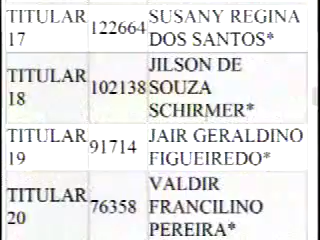 TITULAR 17 122664 SUSANY REGINA DOS SANTOS*
TITULAR 18 102138 JILSON DE SOUZA SCHIRMER*
TITULAR 19 91714 JAIR GERALDINO FIGUEIREDO*
TITULAR 20 76358 VALDIR FRANCILINO PEREIRA*